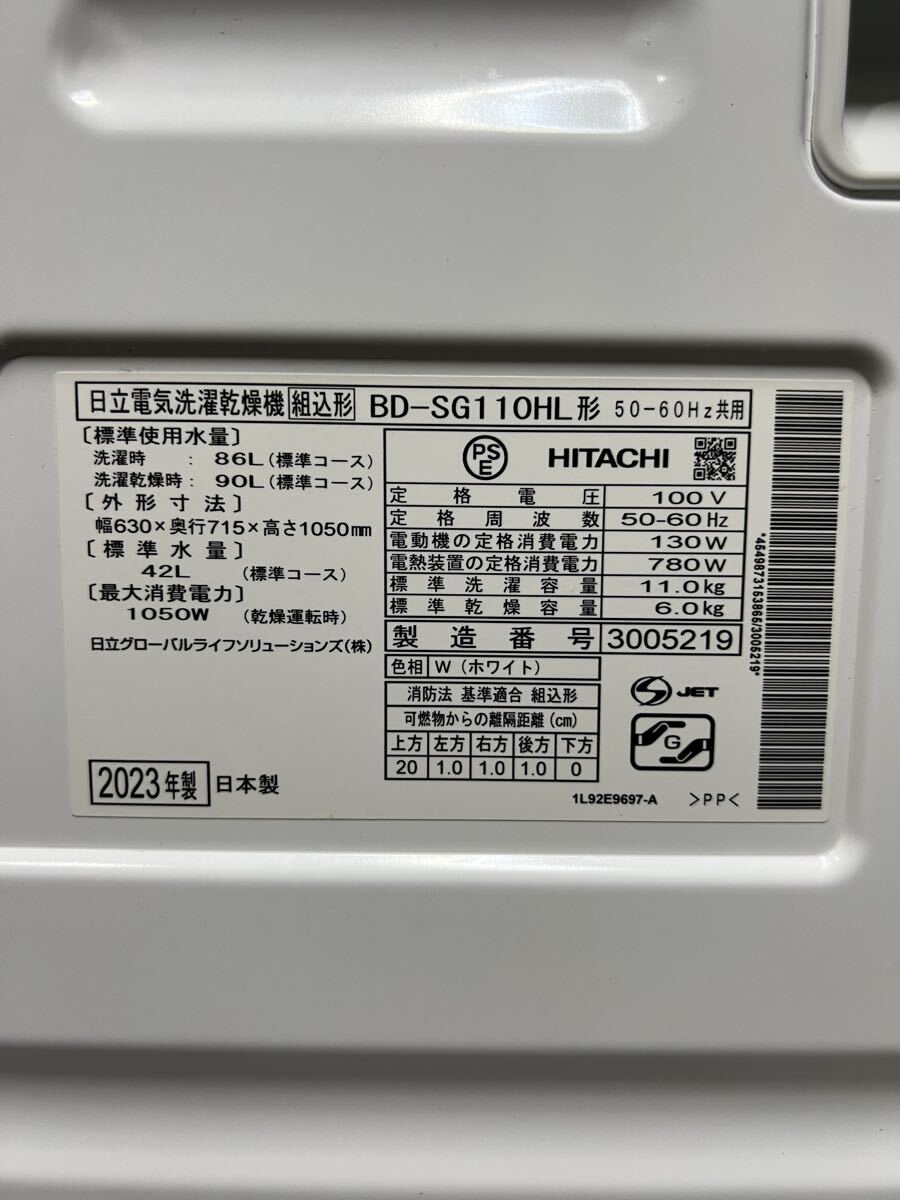 日立電気洗濯乾燥機 組込形 BD-SG110HL形 50-60Hz共用
〔標準使用水量〕
洗濯時 : 86L(標準コース)
洗濯乾燥時: 90L(標準コース)
〔外形寸法〕
幅630×奥行715×高さ1050mm
〔標準水量〕
42L (標準コース)
〔最大消費電力〕
1050W (乾燥運転時)
日立グローバルライフソリューションズ(株)
2023年製 日本製
PSE HITACHI
定格電圧 100V
定格周波数 50-60Hz
電動機の定格消費電力 130W
電熱装置の定格消費電力 780W
標準洗濯容量 11.0kg
標準乾燥容量 6.0kg
製造番号 3005219
色相 W(ホワイト)
消防法 基準適合 組込形
可燃物からの離隔距離(cm)
上方 左方 右方 後方 下方
20 1.0 1.0 1.0 0
S JET
G
1L92E9697-A >PP<
*4549873153865/3005219*